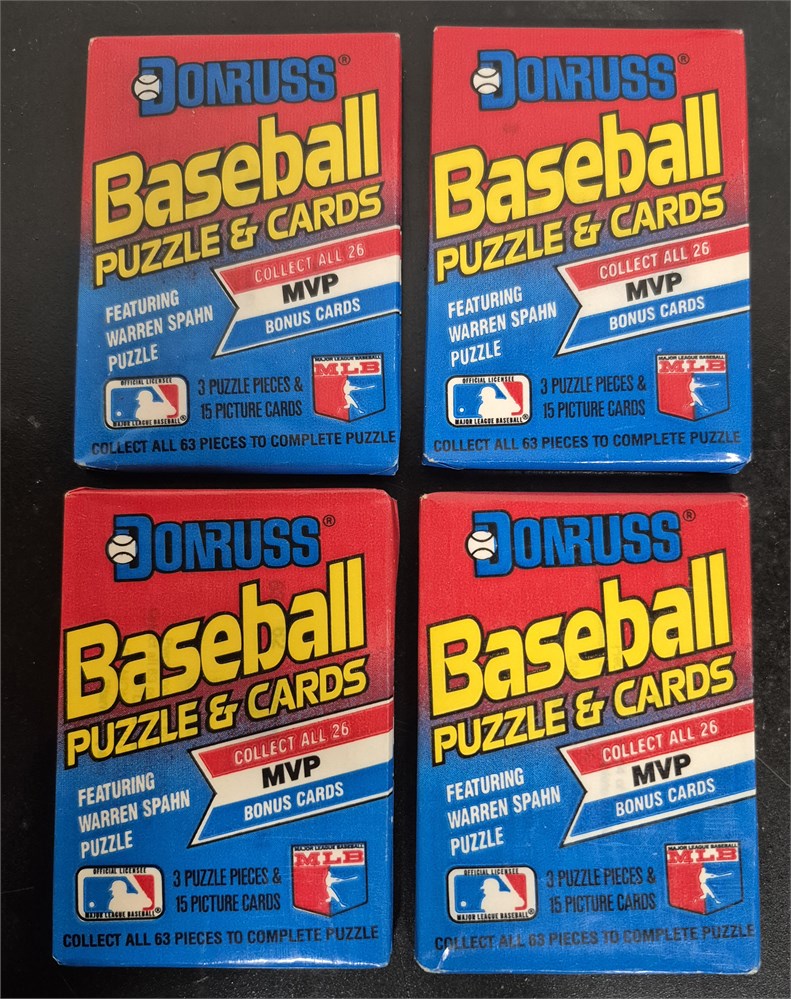 DONRUSS®
Baseball
PUZZLE & CARDS
COLLECT ALL 26
MVP
BONUS CARDS
FEATURING
WARREN SPAHN
PUZZLE
OFFICIAL LICENSEE
MAJOR LEAGUE BASEBALL®
3 PUZZLE PIECES &
15 PICTURE CARDS
MAJOR LEAGUE BASEBALL
MLB
COLLECT ALL 63 PIECES TO COMPLETE PUZZLE
DONRUSS®
Baseball
PUZZLE & CARDS
COLLECT ALL 26
MVP
BONUS CARDS
FEATURING
WARREN SPAHN
PUZZLE
OFFICIAL LICENSEE
MAJOR LEAGUE BASEBALL®
3 PUZZLE PIECES &
15 PICTURE CARDS
MAJOR LEAGUE BASEBALL
MLB
COLLECT ALL 63 PIECES TO COMPLETE PUZZLE
DONRUSS®
Baseball
PUZZLE & CARDS
COLLECT ALL 26
MVP
BONUS CARDS
FEATURING
WARREN SPAHN
PUZZLE
OFFICIAL LICENSEE
MAJOR LEAGUE BASEBALL®
3 PUZZLE PIECES &
15 PICTURE CARDS
MAJOR LEAGUE BASEBALL
MLB
COLLECT ALL 63 PIECES TO COMPLETE PUZZLE
DONRUSS®
Baseball
PUZZLE & CARDS
COLLECT ALL 26
MVP
BONUS CARDS
FEATURING
WARREN SPAHN
PUZZLE
OFFICIAL LICENSEE
MAJOR LEAGUE BASEBALL®
3 PUZZLE PIECES &
15 PICTURE CARDS
MAJOR LEAGUE BASEBALL
MLB
COLLECT ALL 63 PIECES TO COMPLETE PUZZLE